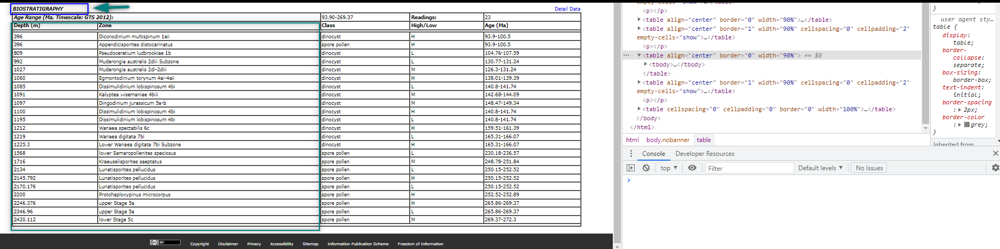 BIOSTRATIGRAPHY
Detail Data
Age Range (Ma, Timescale: GTS 2012): 93.90-269.37 Readings: 23
Depth (m) Zone Class High/Low Age (Ma)
396 Diconodinium multispinum 1aii dinocyst H 93.9-100.5
396 Appendicisporites distocarinatus spore pollen H 93.9-100.5
809 Pseudoceratium ludbrookiae 1b dinocyst L 104.76-107.59
992 Muderongia australis 2diii Subzone dinocyst L 130.77-131.24
1027 Muderongia australis 2di-2diii dinocyst M 126.3-131.24
1060 Egmontodinium torynum 4ai-4aii dinocyst H 138.01-139.39
1085 Dissimulidinium lobispinosum 4bi dinocyst L 140.8-141.74
1091 Kalyptea wisemaniae 4biii dinocyst M 142.68-144.09
1097 Dingodinium jurassicum 5a-b dinocyst M 148.47-149.34
1100 Dissimulidinium lobispinosum 4bi dinocyst H 140.8-141.74
1195 Dissimulidinium lobispinosum 4bi dinocyst L 140.8-141.74
1212 Wanaea spectabilis 6c dinocyst H 159.51-161.39
1219 Wanaea digitata 7bi dinocyst L 165.31-166.07
1225.3 Lower Wanaea digitata 7bi Subzone dinocyst H 165.31-166.07
1568 lower Samaropollenites speciosus spore pollen L 230.18-236.57
1716 Kraeuselisporites saeptatus spore pollen M 248.78-251.84
2134 Lunatisporites pellucidus spore pollen L 250.15-252.52
2145.792 Lunatisporites pellucidus spore pollen H 250.15-252.52
2170.176 Lunatisporites pellucidus spore pollen L 250.15-252.52
2200 Protohaploxypinus microcorpus spore pollen H 252.52-252.89
2246.376 upper Stage 5a spore pollen H 265.86-269.37
2346.96 upper Stage 5a spore pollen L 265.86-269.37
2420.112 lower Stage 5c spore pollen M 269.37-272.3
CC BY Copyright Disclaimer Privacy Accessibility Sitemap Information Publication Scheme Freedom of Information
empty-cells="show">…</table>
<p></p>
<table align="center" border="0" width="90%">…</table>
<table align="center" border="1" width="90%" cellspacing="0" cellpadding="2"
empty-cells="show">…</table>
<p></p>
<table align="center" border="0" width="90%"> == $0
<tbody>…</tbody>
</table>
<table align="center" border="1" width="90%" cellspacing="0" cellpadding="2"
empty-cells="show">…</table>
<p></p>
<table cellspacing="0" cellpadding="0" border="0" width="100%">…</table>
</body>
</html>
html body.nobanner table
Console Developer Resources
top Filter Default levels No Issues
}
user agent sty…
table {
display:
table;
border-
collapse:
separate;
box-sizing:
border-box;
text-indent:
initial;
border-spacing
: 2px;
border-color
: grey;
}
Inherited from